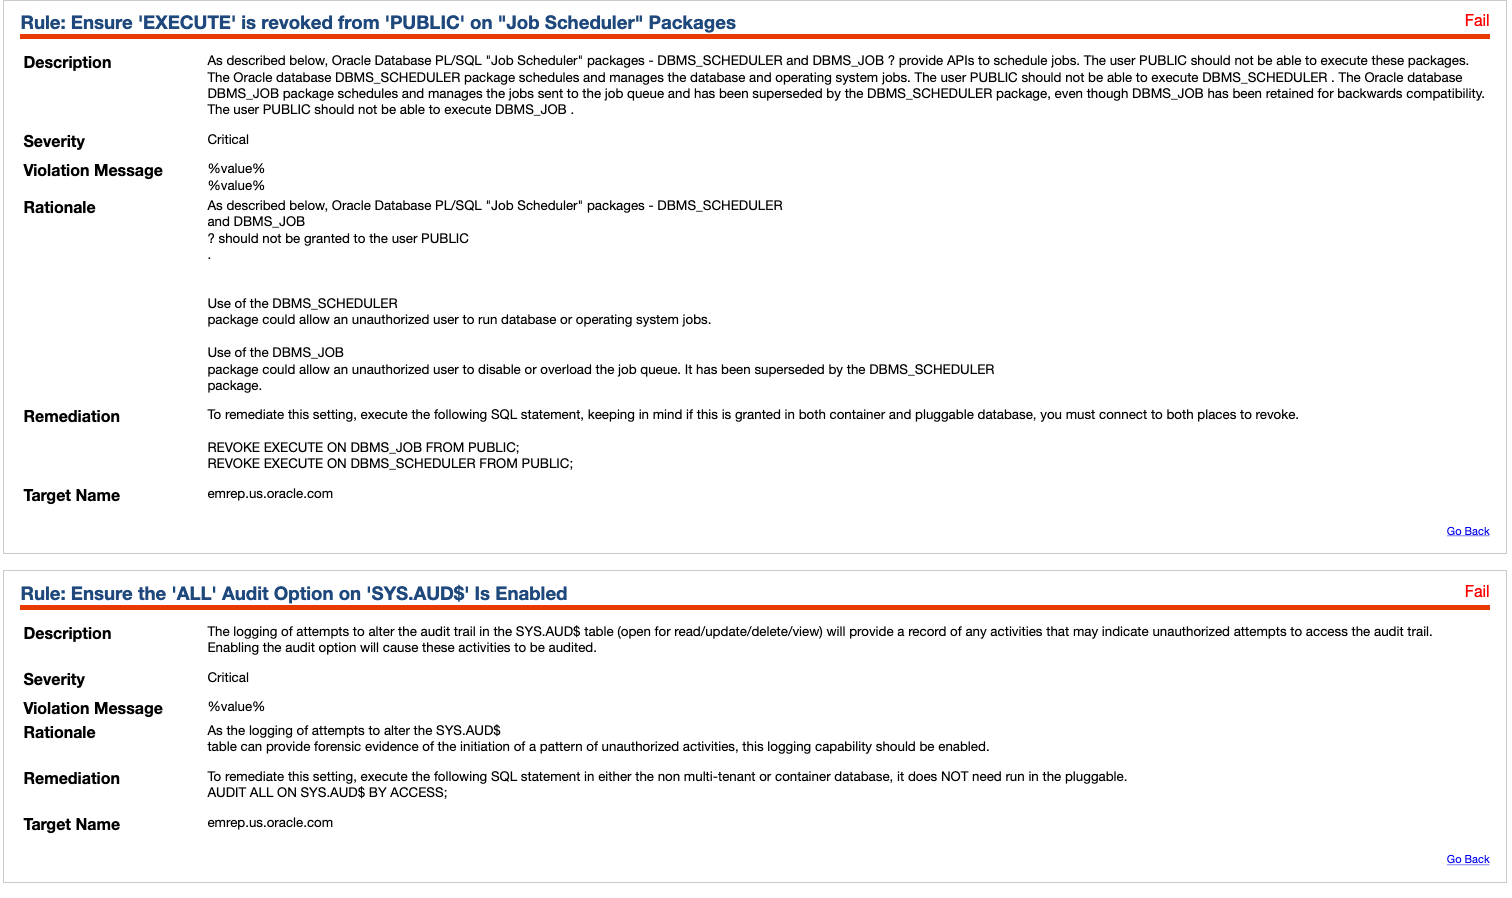 Rule: Ensure 'EXECUTE' is revoked from 'PUBLIC' on "Job Scheduler" Packages
Fail
Description
As described below, Oracle Database PL/SQL "Job Scheduler" packages - DBMS_SCHEDULER and DBMS_JOB ? provide APIs to schedule jobs. The user PUBLIC should not be able to execute these packages.
The Oracle database DBMS_SCHEDULER package schedules and manages the database and operating system jobs. The user PUBLIC should not be able to execute DBMS_SCHEDULER . The Oracle database
DBMS_JOB package schedules and manages the jobs sent to the job queue and has been superseded by the DBMS_SCHEDULER package, even though DBMS_JOB has been retained for backwards compatibility.
The user PUBLIC should not be able to execute DBMS_JOB .
Severity
Critical
Violation Message
%value%
%value%
Rationale
As described below, Oracle Database PL/SQL "Job Scheduler" packages - DBMS_SCHEDULER
and DBMS_JOB
? should not be granted to the user PUBLIC
.
Use of the DBMS_SCHEDULER
package could allow an unauthorized user to run database or operating system jobs.
Use of the DBMS_JOB
package could allow an unauthorized user to disable or overload the job queue. It has been superseded by the DBMS_SCHEDULER
package.
Remediation
To remediate this setting, execute the following SQL statement, keeping in mind if this is granted in both container and pluggable database, you must connect to both places to revoke.
REVOKE EXECUTE ON DBMS_JOB FROM PUBLIC;
REVOKE EXECUTE ON DBMS_SCHEDULER FROM PUBLIC;
Target Name
emrep.us.oracle.com
Go Back
Rule: Ensure the 'ALL' Audit Option on 'SYS.AUD$' Is Enabled
Fail
Description
The logging of attempts to alter the audit trail in the SYS.AUD$ table (open for read/update/delete/view) will provide a record of any activities that may indicate unauthorized attempts to access the audit trail.
Enabling the audit option will cause these activities to be audited.
Severity
Critical
Violation Message
%value%
Rationale
As the logging of attempts to alter the SYS.AUD$
table can provide forensic evidence of the initiation of a pattern of unauthorized activities, this logging capability should be enabled.
Remediation
To remediate this setting, execute the following SQL statement in either the non multi-tenant or container database, it does NOT need run in the pluggable.
AUDIT ALL ON SYS.AUD$ BY ACCESS;
Target Name
emrep.us.oracle.com
Go Back